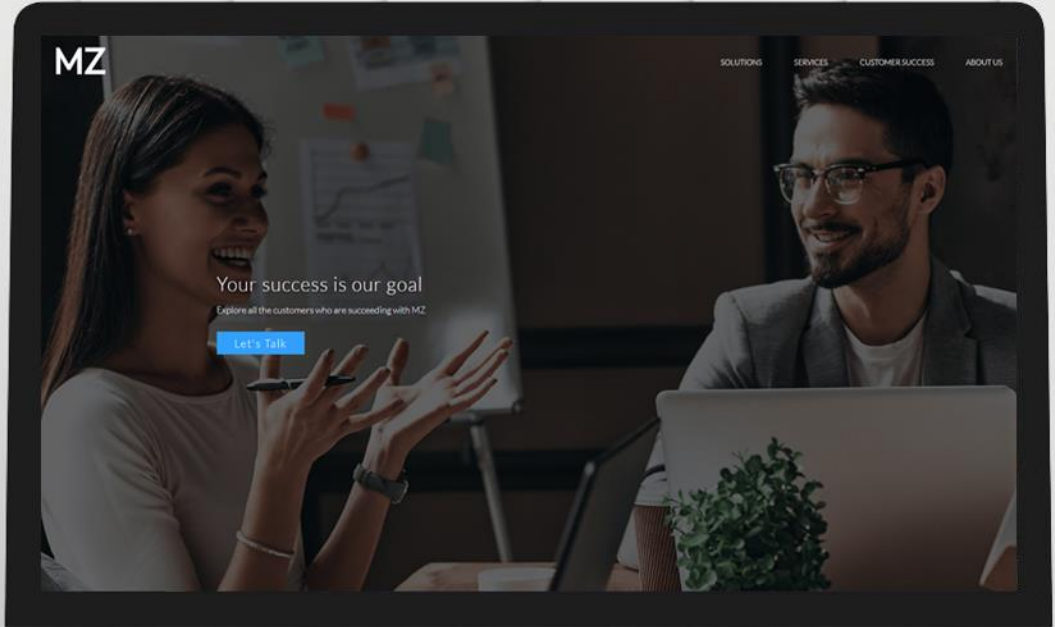 MZ
SOLUTIONS SERVICES CUSTOMER SUCCESS ABOUT US
Your success is our goal
Explore all the customers who are succeeding with MZ
Let's Talk